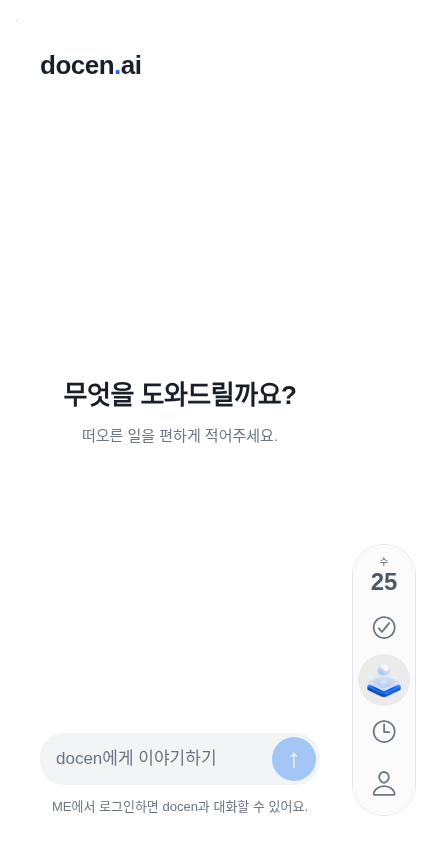 docen.ai
무엇을 도와드릴까요?
떠오른 일을 편하게 적어주세요.
수
25
docen에게 이야기하기
↑
ME에서 로그인하면 docen과 대화할 수 있어요.